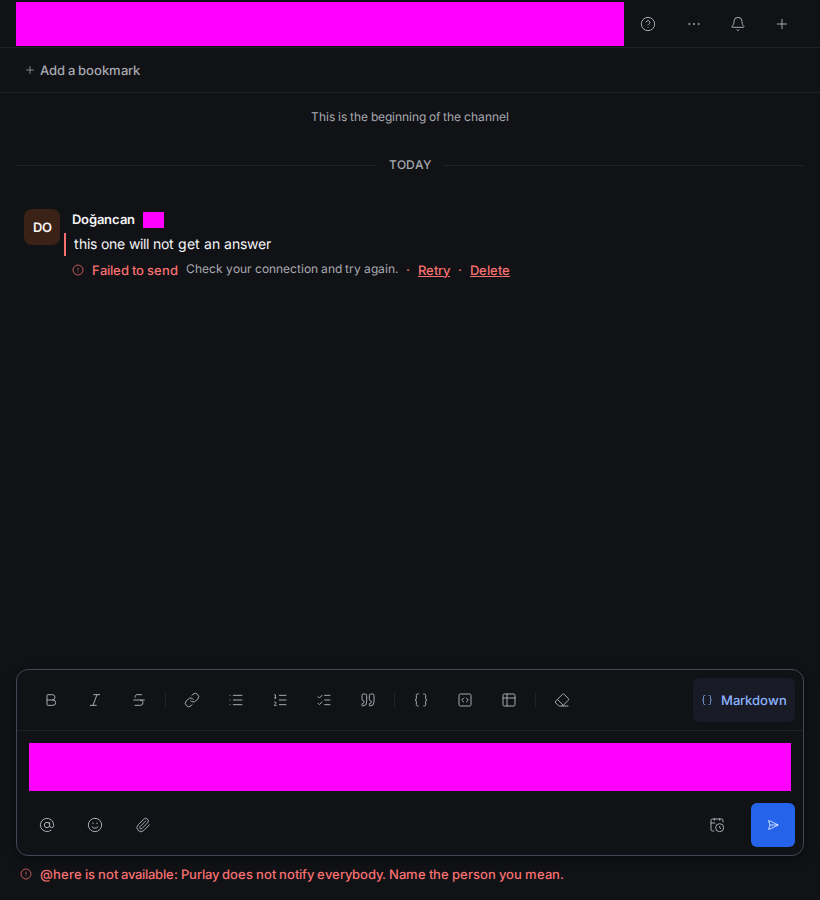 Add a bookmark
This is the beginning of the channel
TODAY
DO
Doğancan
this one will not get an answer
Failed to send Check your connection and try again. · Retry · Delete
Markdown
@here is not available: Purlay does not notify everybody. Name the person you mean.